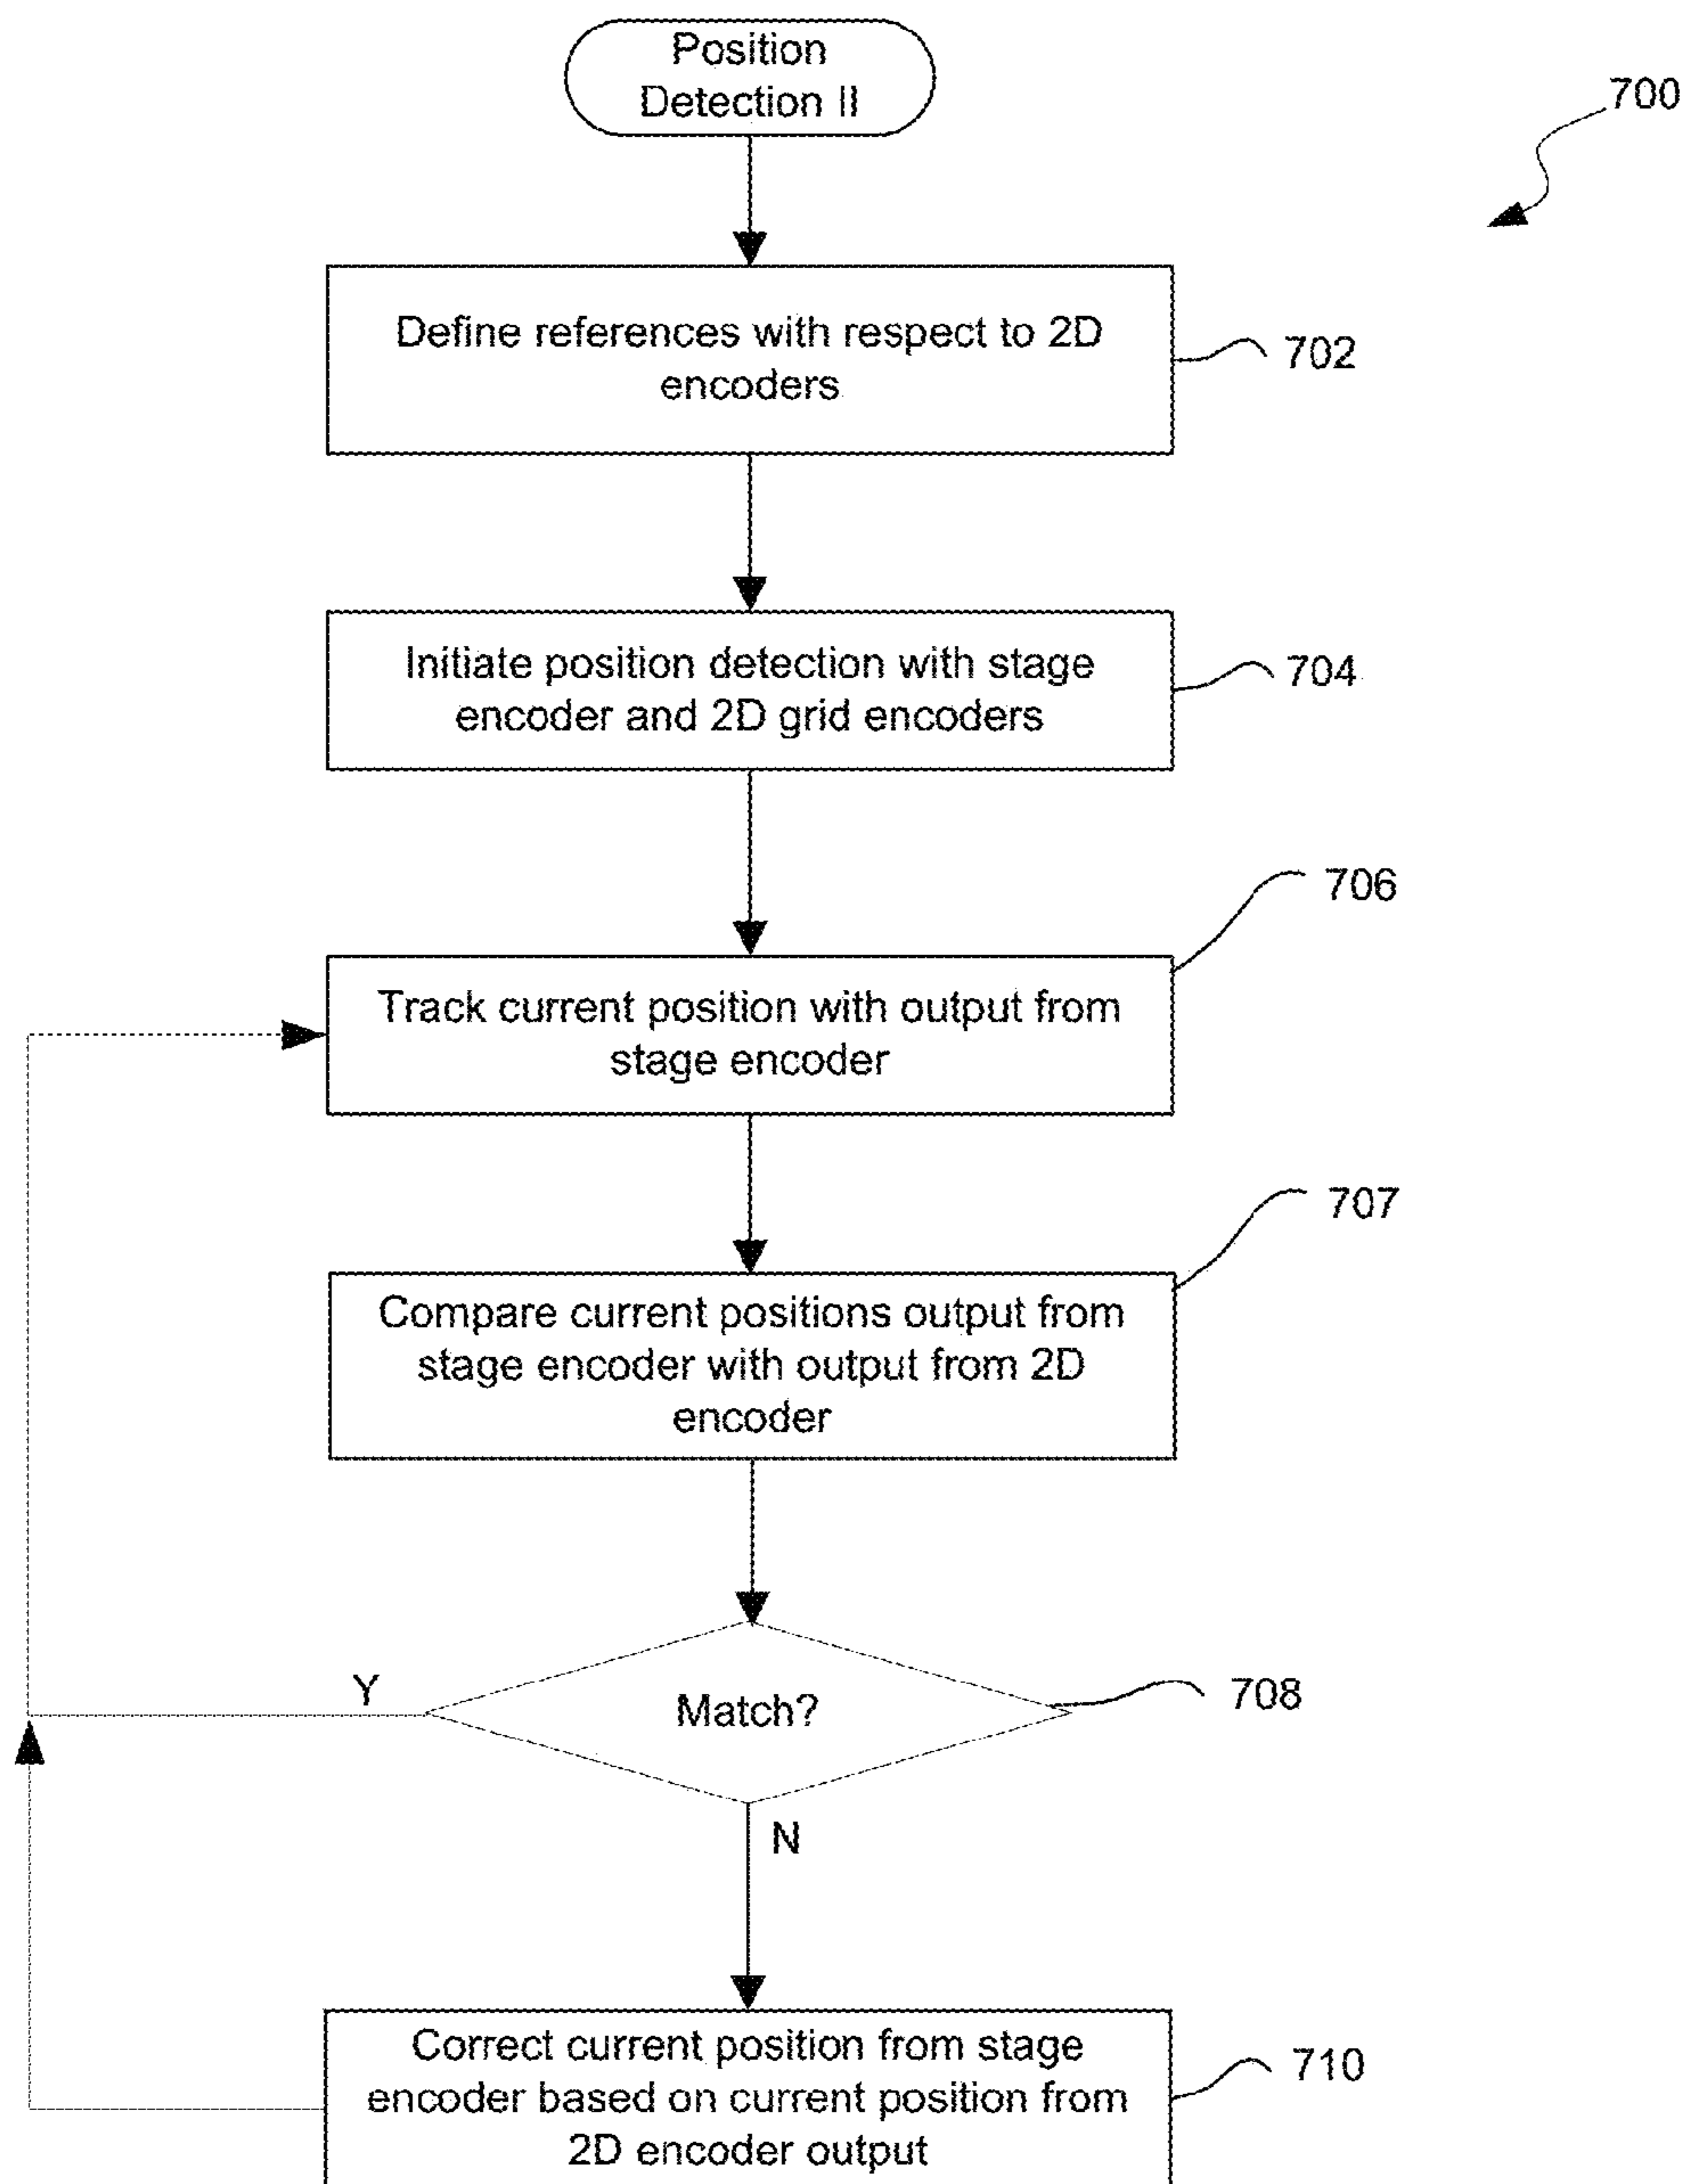 Position
Detection II
700
Define references with respect to 2D
encoders
702
Initiate position detection with stage
encoder and 2D grid encoders
704
706
Track current position with output from
stage encoder
707
Compare current positions output from
stage encoder with output from 2D
encoder
Y
Match?
708
N
Correct current position from stage
encoder based on current position from
2D encoder output
710